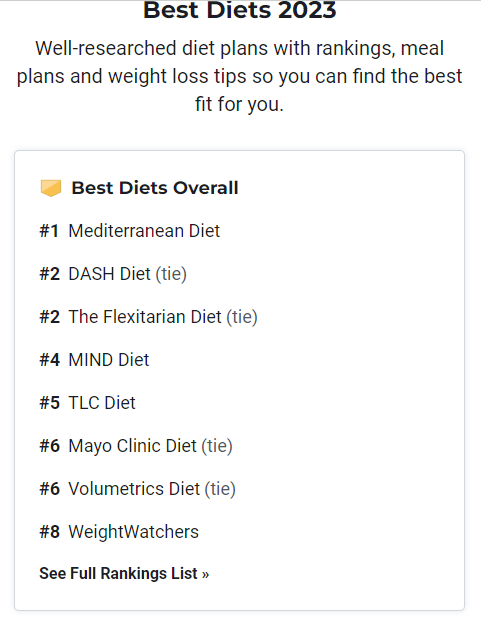 Best Diets 2023
Well-researched diet plans with rankings, meal
plans and weight loss tips so you can find the best
fit for you.
Best Diets Overall
#1 Mediterranean Diet
#2 DASH Diet (tie)
#2 The Flexitarian Diet (tie)
#4 MIND Diet
#5 TLC Diet
#6 Mayo Clinic Diet (tie)
#6 Volumetrics Diet (tie)
#8 WeightWatchers
See Full Rankings List »